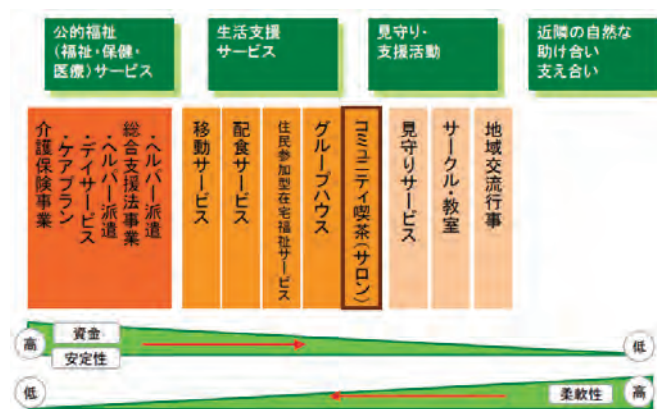 公的福祉
(福祉・保健・
医療)サービス
生活支援
サービス
見守り・
支援活動
近隣の自然な
助け合い
支え合い
介護保険事業
・ケアプラン
・デイサービス
・ヘルパー派遣
総合支援法事業
・ヘルパー派遣
移動サービス
配食サービス
住民参加型在宅福祉サービス
グループハウス
コミュニティ喫茶(サロン)
見守りサービス
サークル・教室
地域交流行事
高
資金
安定性
低
低
柔軟性
高